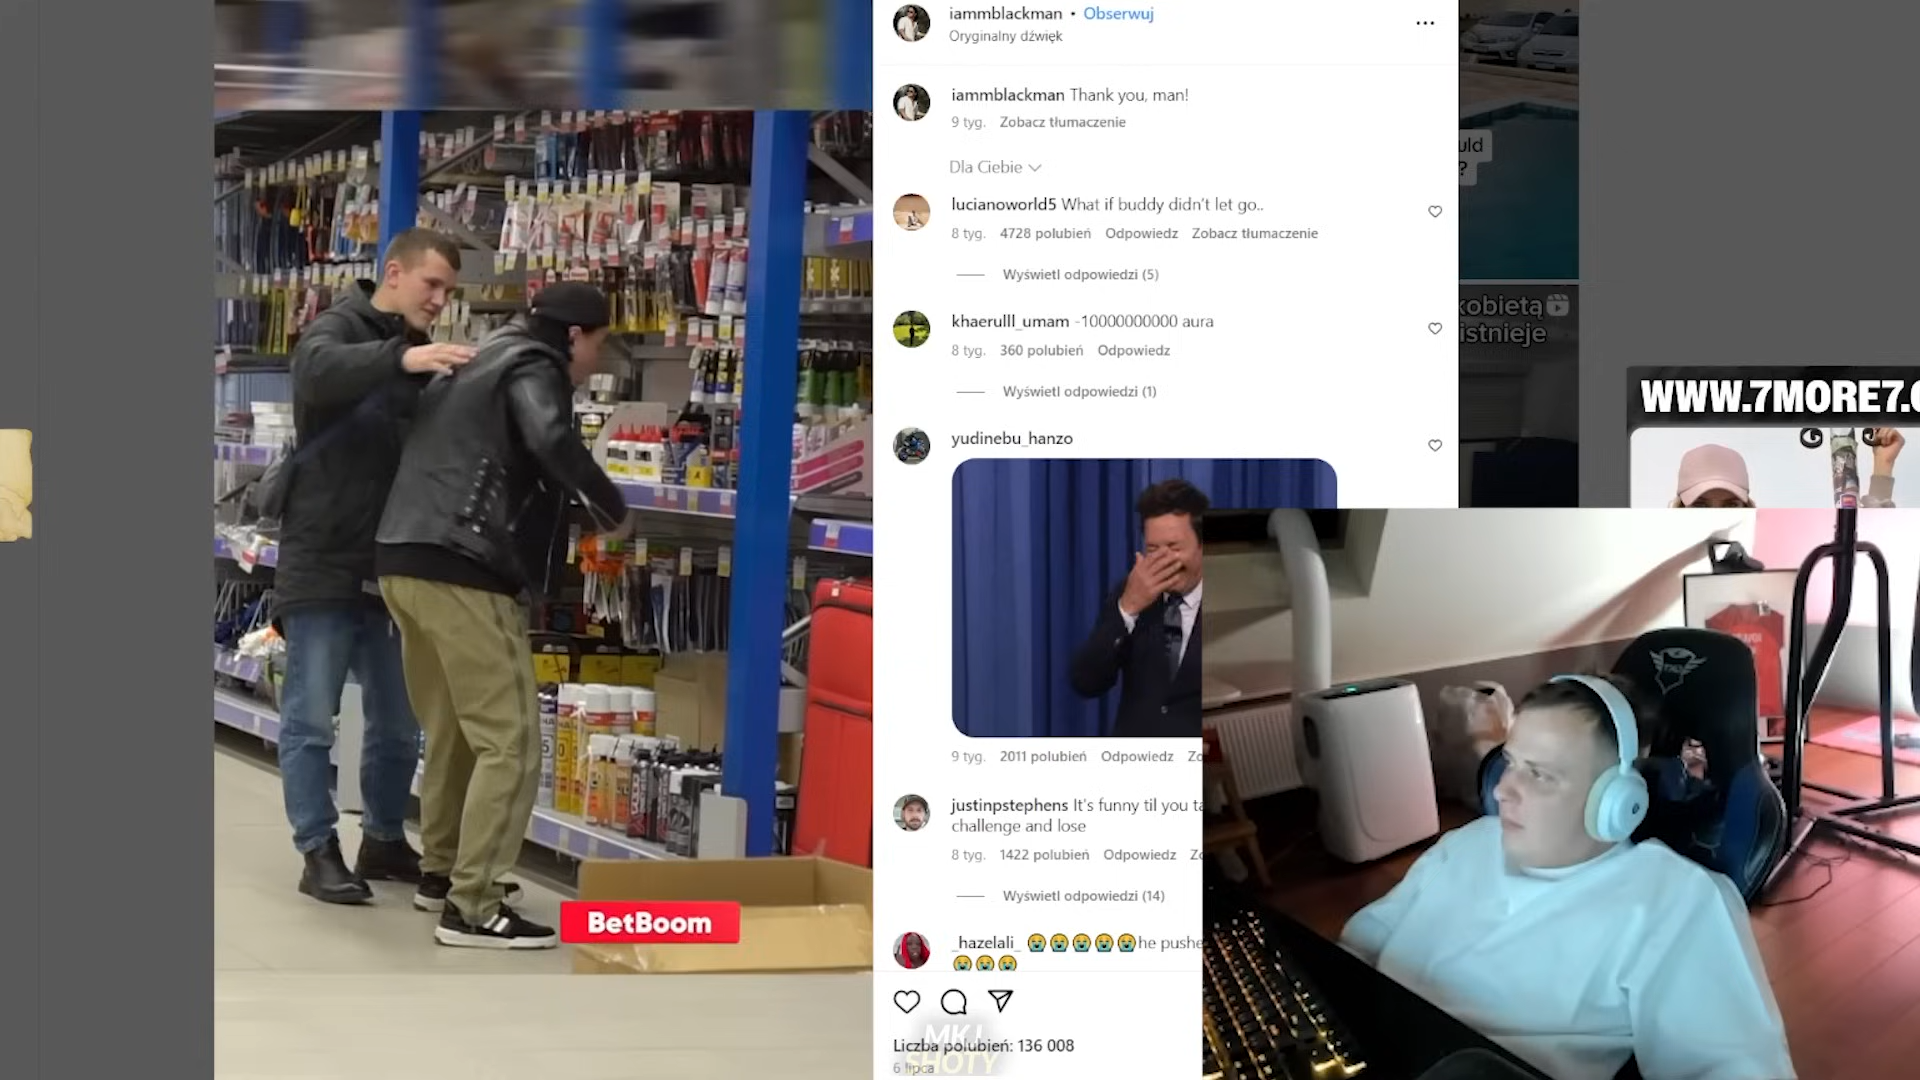 iammblackman • Obserwuj
Oryginalny dźwięk
iammblackman Thank you, man!
9 tyg. Zobacz tłumaczenie
Dla Ciebie
lucianoworld5 What if buddy didn't let go..
8 tyg. 4728 polubień Odpowiedz Zobacz tłumaczenie
Wyświetl odpowiedzi (5)
khaerulll_umam -10000000000 aura
8 tyg. 360 polubień Odpowiedz
Wyświetl odpowiedzi (1)
yudinebu_hanzo
9 tyg. 2011 polubień Odpowiedz
justinpstephens It's funny til you ta
challenge and lose
8 tyg. 1422 polubień Odpowiedz
Wyświetl odpowiedzi (14)
_hazelali_ 😭😭😭😭😭he pushe
😭😭😭
Liczba polubień: 136 008
6 lipca
MKJ
SHOTY
BetBoom
uld
?
kobietą
istnieje
WWW.7MORE7.